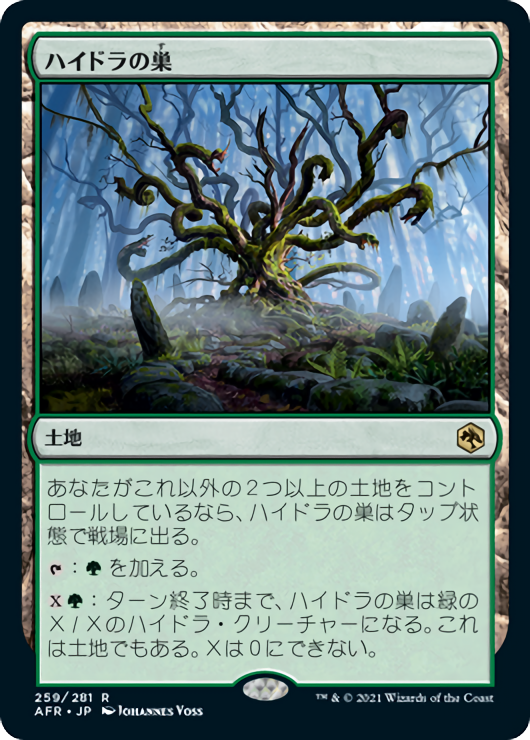 ハイドラの巣
す
土地
あなたがこれ以外の2つ以上の土地をコント
ロールしているなら、ハイドラの巣はタップ状
態で戦場に出る。
：を加える。
X：ターン終了時まで、ハイドラの巣は緑の
X/Xのハイドラ・クリーチャーになる。これ
は土地でもある。Xは0にできない。
259/281 R
AFR・JP Johannes Voss
™ & © 2021 Wizards of the Coast